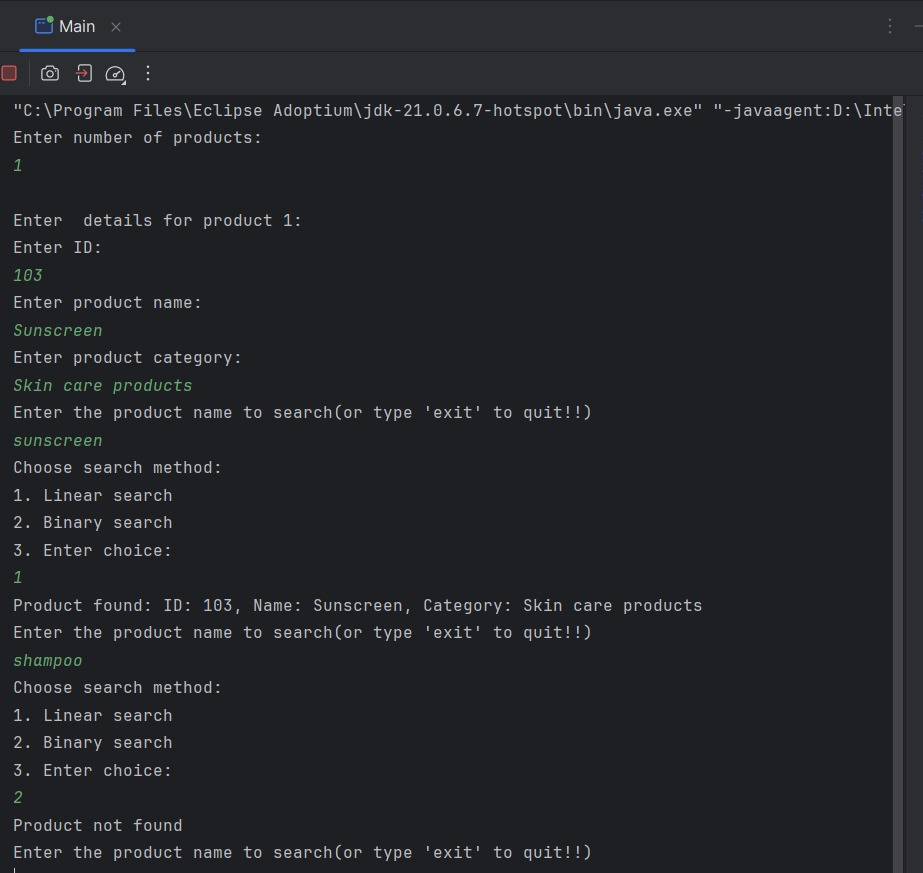 Main
"C:\Program Files\Eclipse Adoptium\jdk-21.0.6.7-hotspot\bin\java.exe" "-javaagent:D:\Inte
Enter number of products:
1
Enter  details for product 1:
Enter ID:
103
Enter product name:
Sunscreen
Enter product category:
Skin care products
Enter the product name to search(or type 'exit' to quit!!)
sunscreen
Choose search method:
1. Linear search
2. Binary search
3. Enter choice:
1
Product found: ID: 103, Name: Sunscreen, Category: Skin care products
Enter the product name to search(or type 'exit' to quit!!)
shampoo
Choose search method:
1. Linear search
2. Binary search
3. Enter choice:
2
Product not found
Enter the product name to search(or type 'exit' to quit!!)